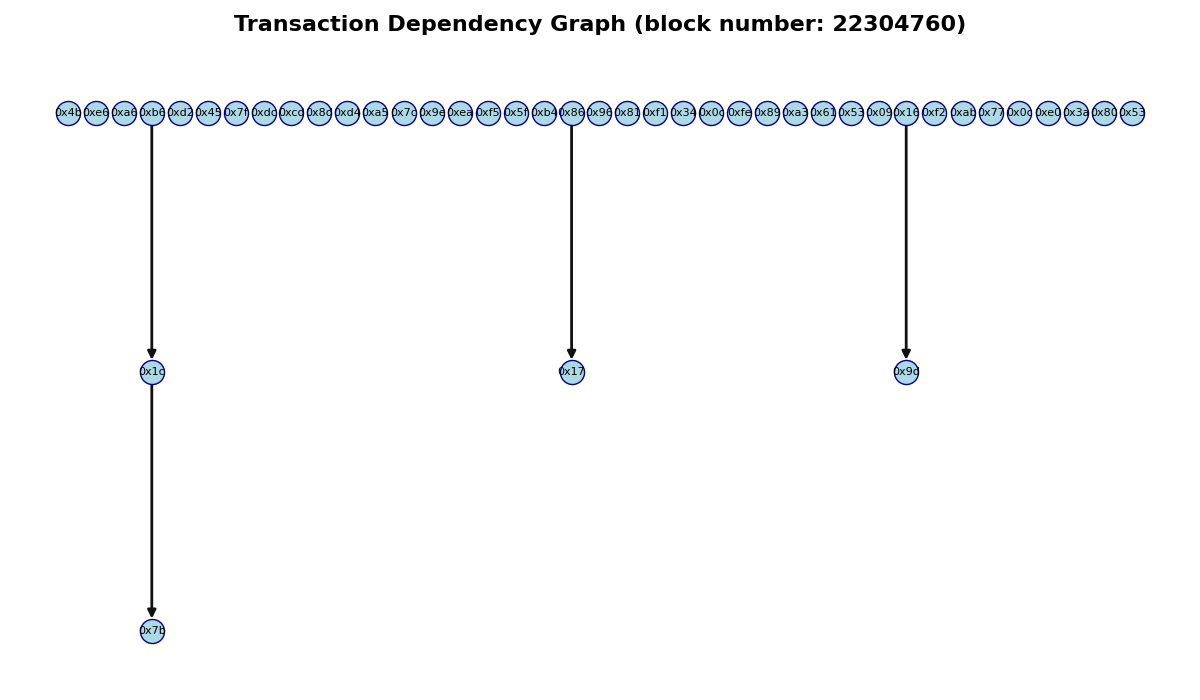 Transaction Dependency Graph (block number: 22304760)
0x4b 0xe6 0xa6 0xb6 0xd2 0x45 0x7f 0xdc 0xcd 0x8d 0xd4 0xa5 0x7c 0x9e 0xea 0xf5 0x5f 0xb4 0x86 0x96 0x81 0xf1 0x34 0x0c 0xfe 0x89 0xa3 0x61 0x53 0x09 0x16 0xf2 0xab 0x77 0x0c 0xe0 0x3a 0x80 0x53
0x1c 0x17 0x9d
0x7b